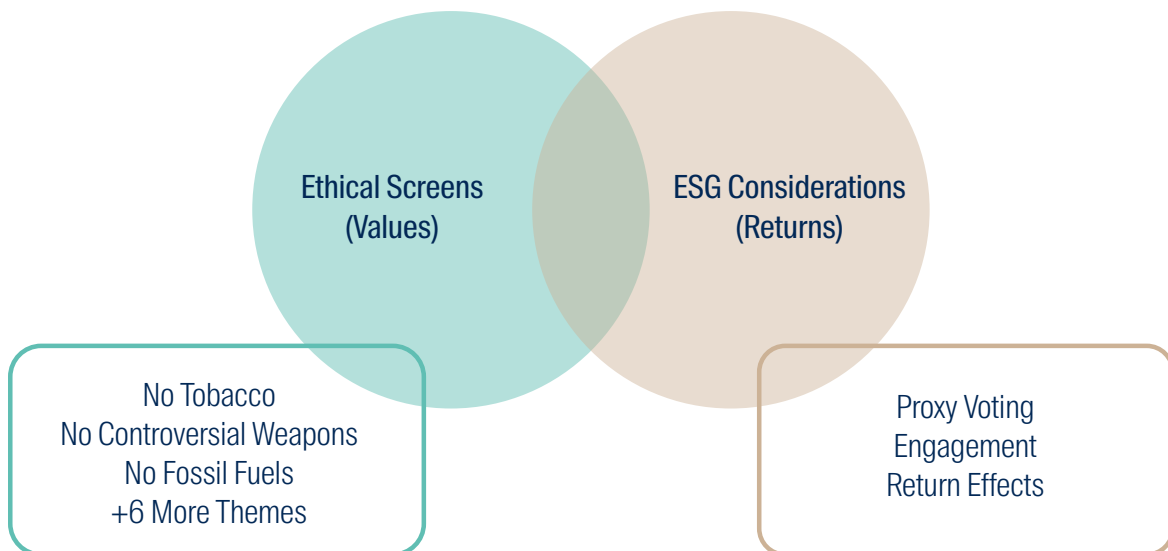 Ethical Screens
(Values)
ESG Considerations
(Returns)
No Tobacco
No Controversial Weapons
No Fossil Fuels
+6 More Themes
Proxy Voting
Engagement
Return Effects